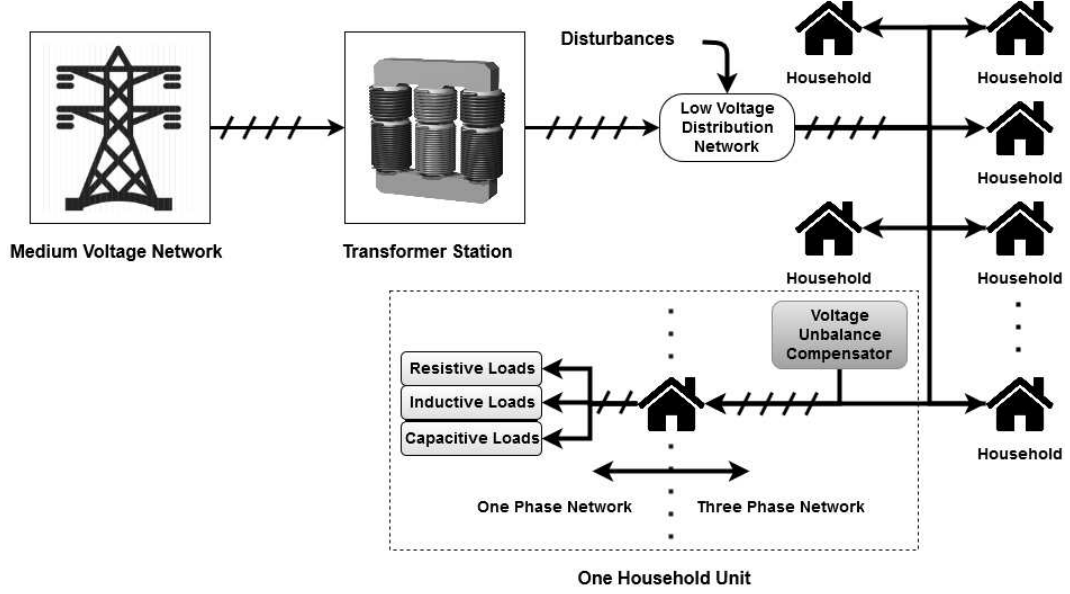 Disturbances
Low Voltage
Distribution
Network
Household
Household
Household
Medium Voltage Network
Transformer Station
Household
Household
Voltage
Unbalance
Compensator
Resistive Loads
Inductive Loads
Capacitive Loads
Household
One Phase Network
Three Phase Network
One Household Unit